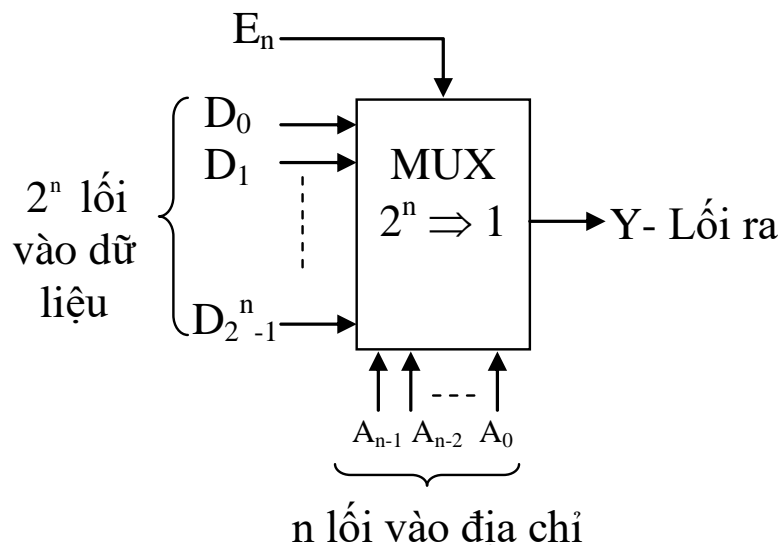 Eₙ
D₀
D₁
2ⁿ lối
vào dữ
liệu
D₂ⁿ₋₁
MUX
2ⁿ ⇒ 1
Y- Lối ra
Aₙ₋₁ Aₙ₋₂ A₀
n lối vào địa chỉ